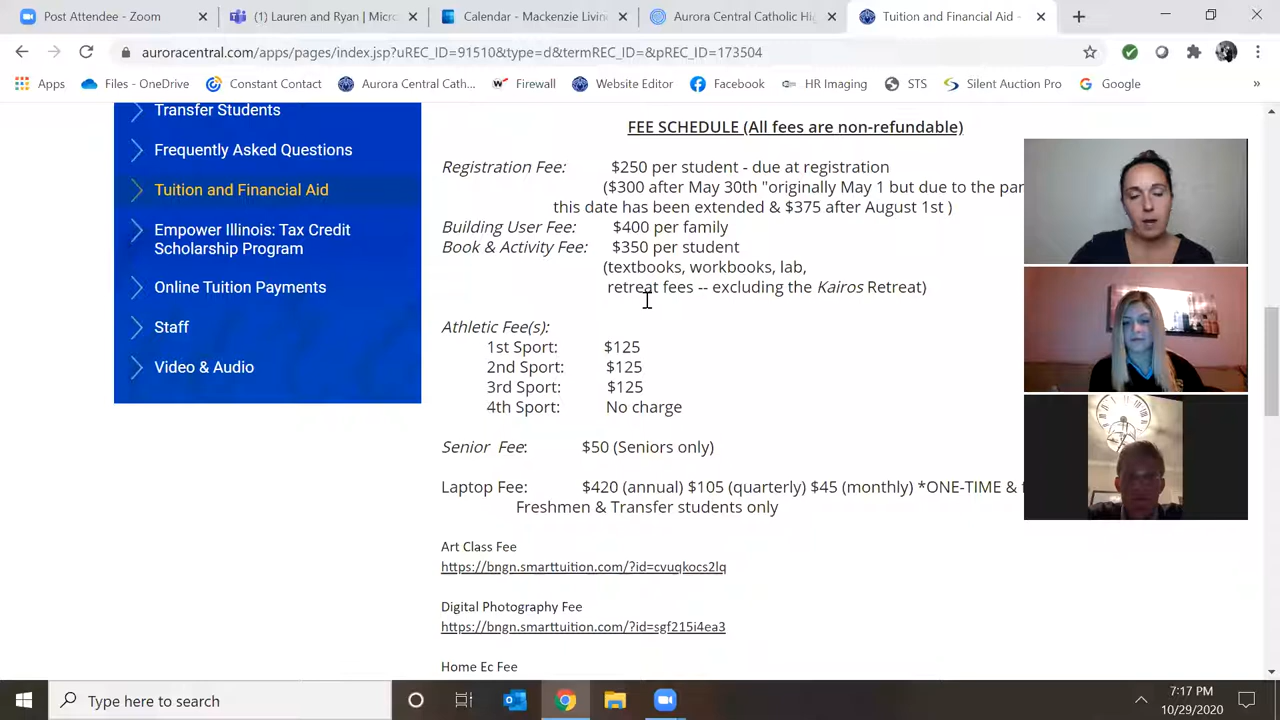 Post Attendee - Zoom
(1) Lauren and Ryan | Micr
Calendar - Mackenzie Livin
Aurora Central Catholic Hi
Tuition and Financial Aid -
auroracentral.com/apps/pages/index.jsp?uREC_ID=91510&type=d&termREC_ID=&pREC_ID=173504
Apps
Files - OneDrive
Constant Contact
Aurora Central Cath...
Firewall
Website Editor
Facebook
HR Imaging
STS
Silent Auction Pro
Google
»
Transfer Students
Frequently Asked Questions
Tuition and Financial Aid
Empower Illinois: Tax Credit
Scholarship Program
Online Tuition Payments
Staff
Video & Audio
FEE SCHEDULE (All fees are non-refundable)
Registration Fee: $250 per student - due at registration
($300 after May 30th "originally May 1 but due to the pan
this date has been extended & $375 after August 1st )
Building User Fee: $400 per family
Book & Activity Fee: $350 per student
(textbooks, workbooks, lab,
retreat fees -- excluding the Kairos Retreat)
Athletic Fee(s):
1st Sport: $125
2nd Sport: $125
3rd Sport: $125
4th Sport: No charge
Senior Fee: $50 (Seniors only)
Laptop Fee: $420 (annual) $105 (quarterly) $45 (monthly) *ONE-TIME &
Freshmen & Transfer students only
Art Class Fee
https://bngn.smarttuition.com/?id=cvuqkocs2lq
Digital Photography Fee
https://bngn.smarttuition.com/?id=sgf215i4ea3
Home Ec Fee
Type here to search
7:17 PM
10/29/2020